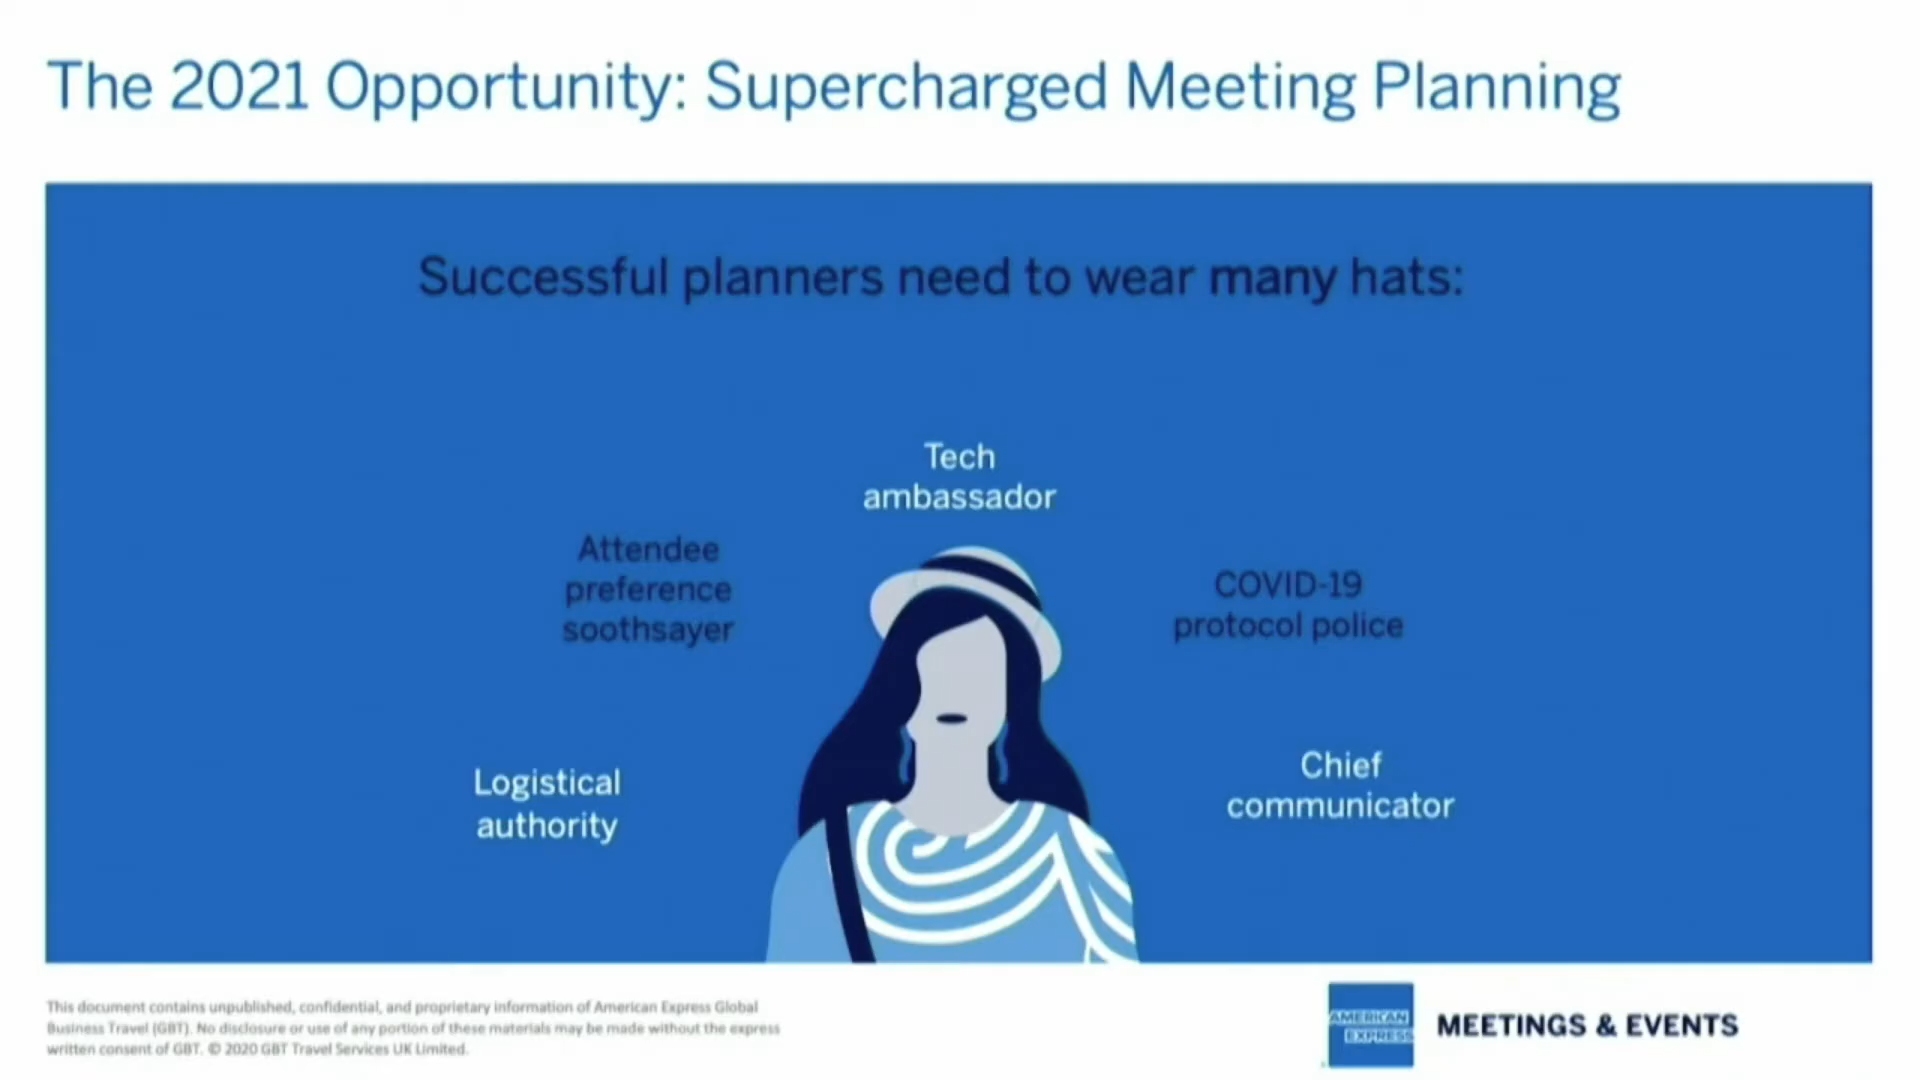 The 2021 Opportunity: Supercharged Meeting Planning
Successful planners need to wear many hats:
Tech
ambassador
Attendee
preference
soothsayer
COVID-19
protocol police
Logistical
authority
Chief
communicator
This document contains unpublished, confidential, and proprietary information of American Express Global
Business Travel (GBT). No disclosure or use of any portion of these materials may be made without the express
written consent of GBT. © 2020 GBT Travel Services UK Limited.
AMERICAN
EXPRESS
MEETINGS & EVENTS